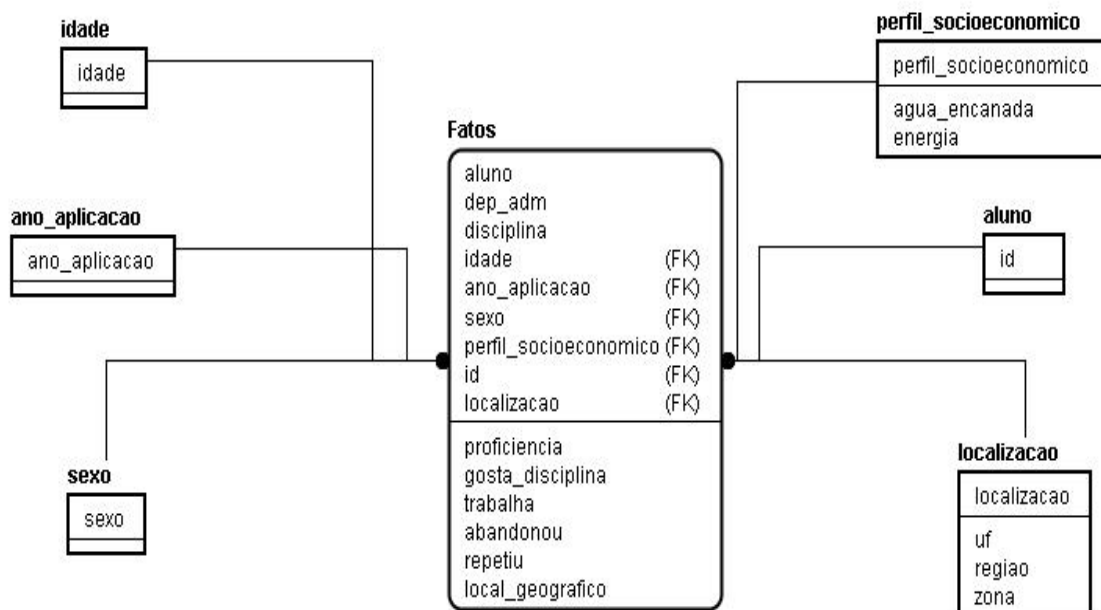 idade
idade
ano_aplicacao
ano_aplicacao
sexo
sexo
Fatos
aluno
dep_adm
disciplina
idade (FK)
ano_aplicacao (FK)
sexo (FK)
perfil_socioeconomico (FK)
id (FK)
localizacao (FK)
proficiencia
gosta_disciplina
trabalha
abandonou
repetiu
local_geografico
perfil_socioeconomico
perfil_socioeconomico
agua_encanada
energia
aluno
id
localizacao
localizacao
uf
regiao
zona